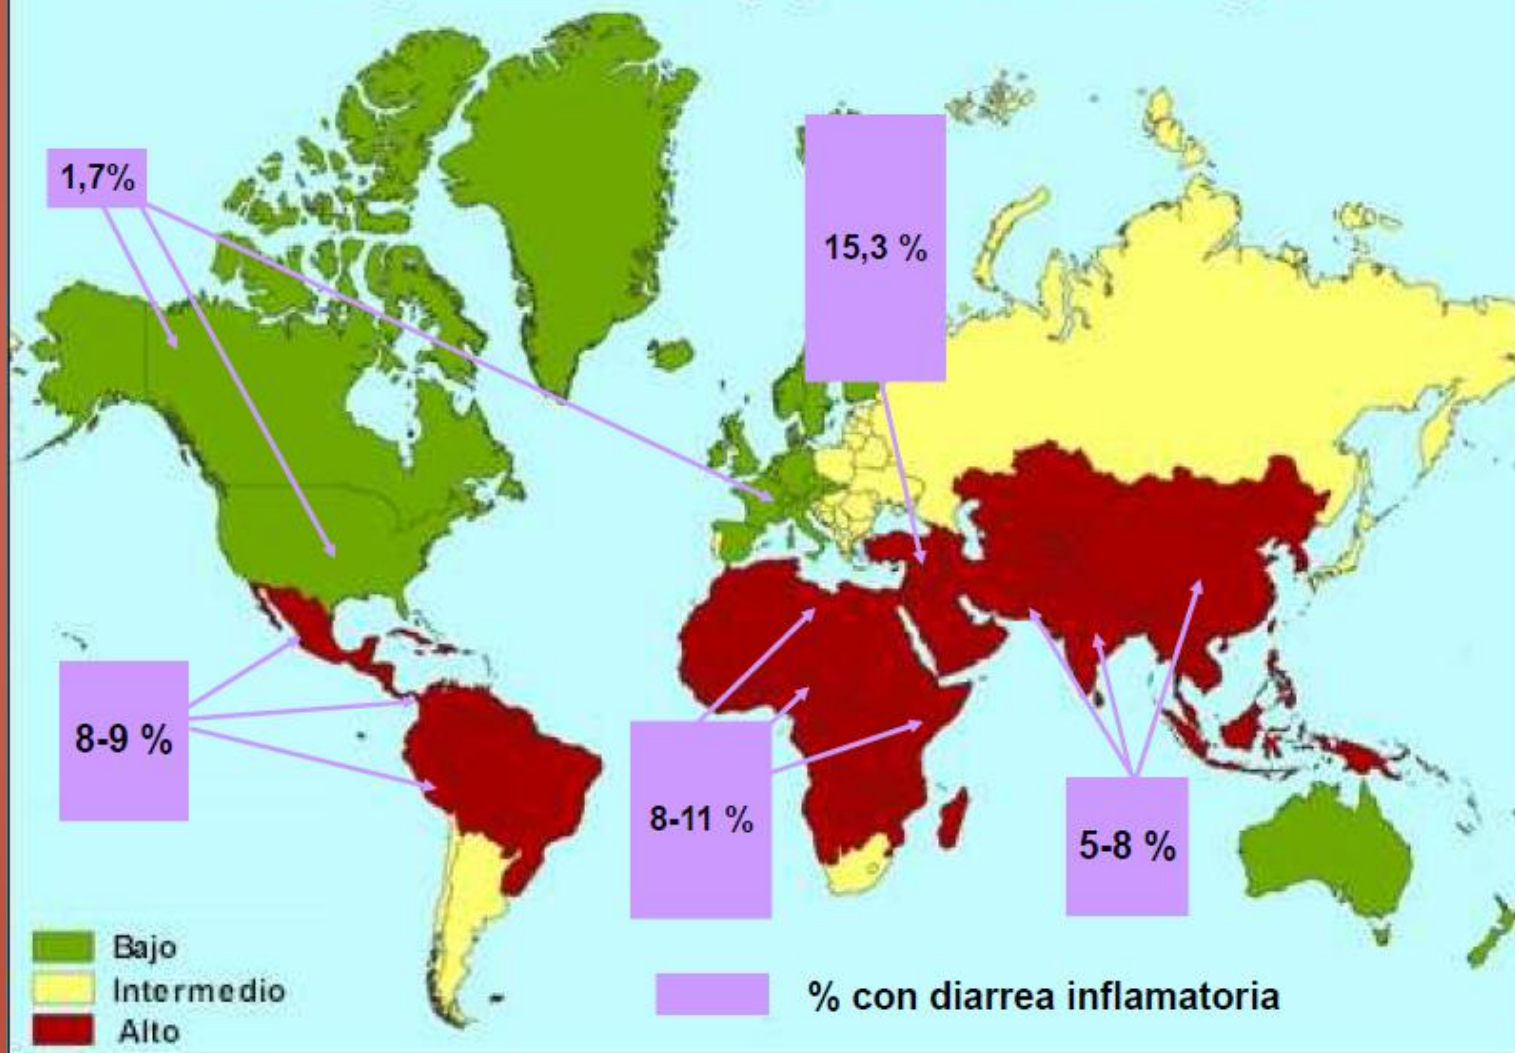 1,7%
15,3 %
8-9 %
8-11 %
5-8 %
Bajo
Intermedio
Alto
% con diarrea inflamatoria